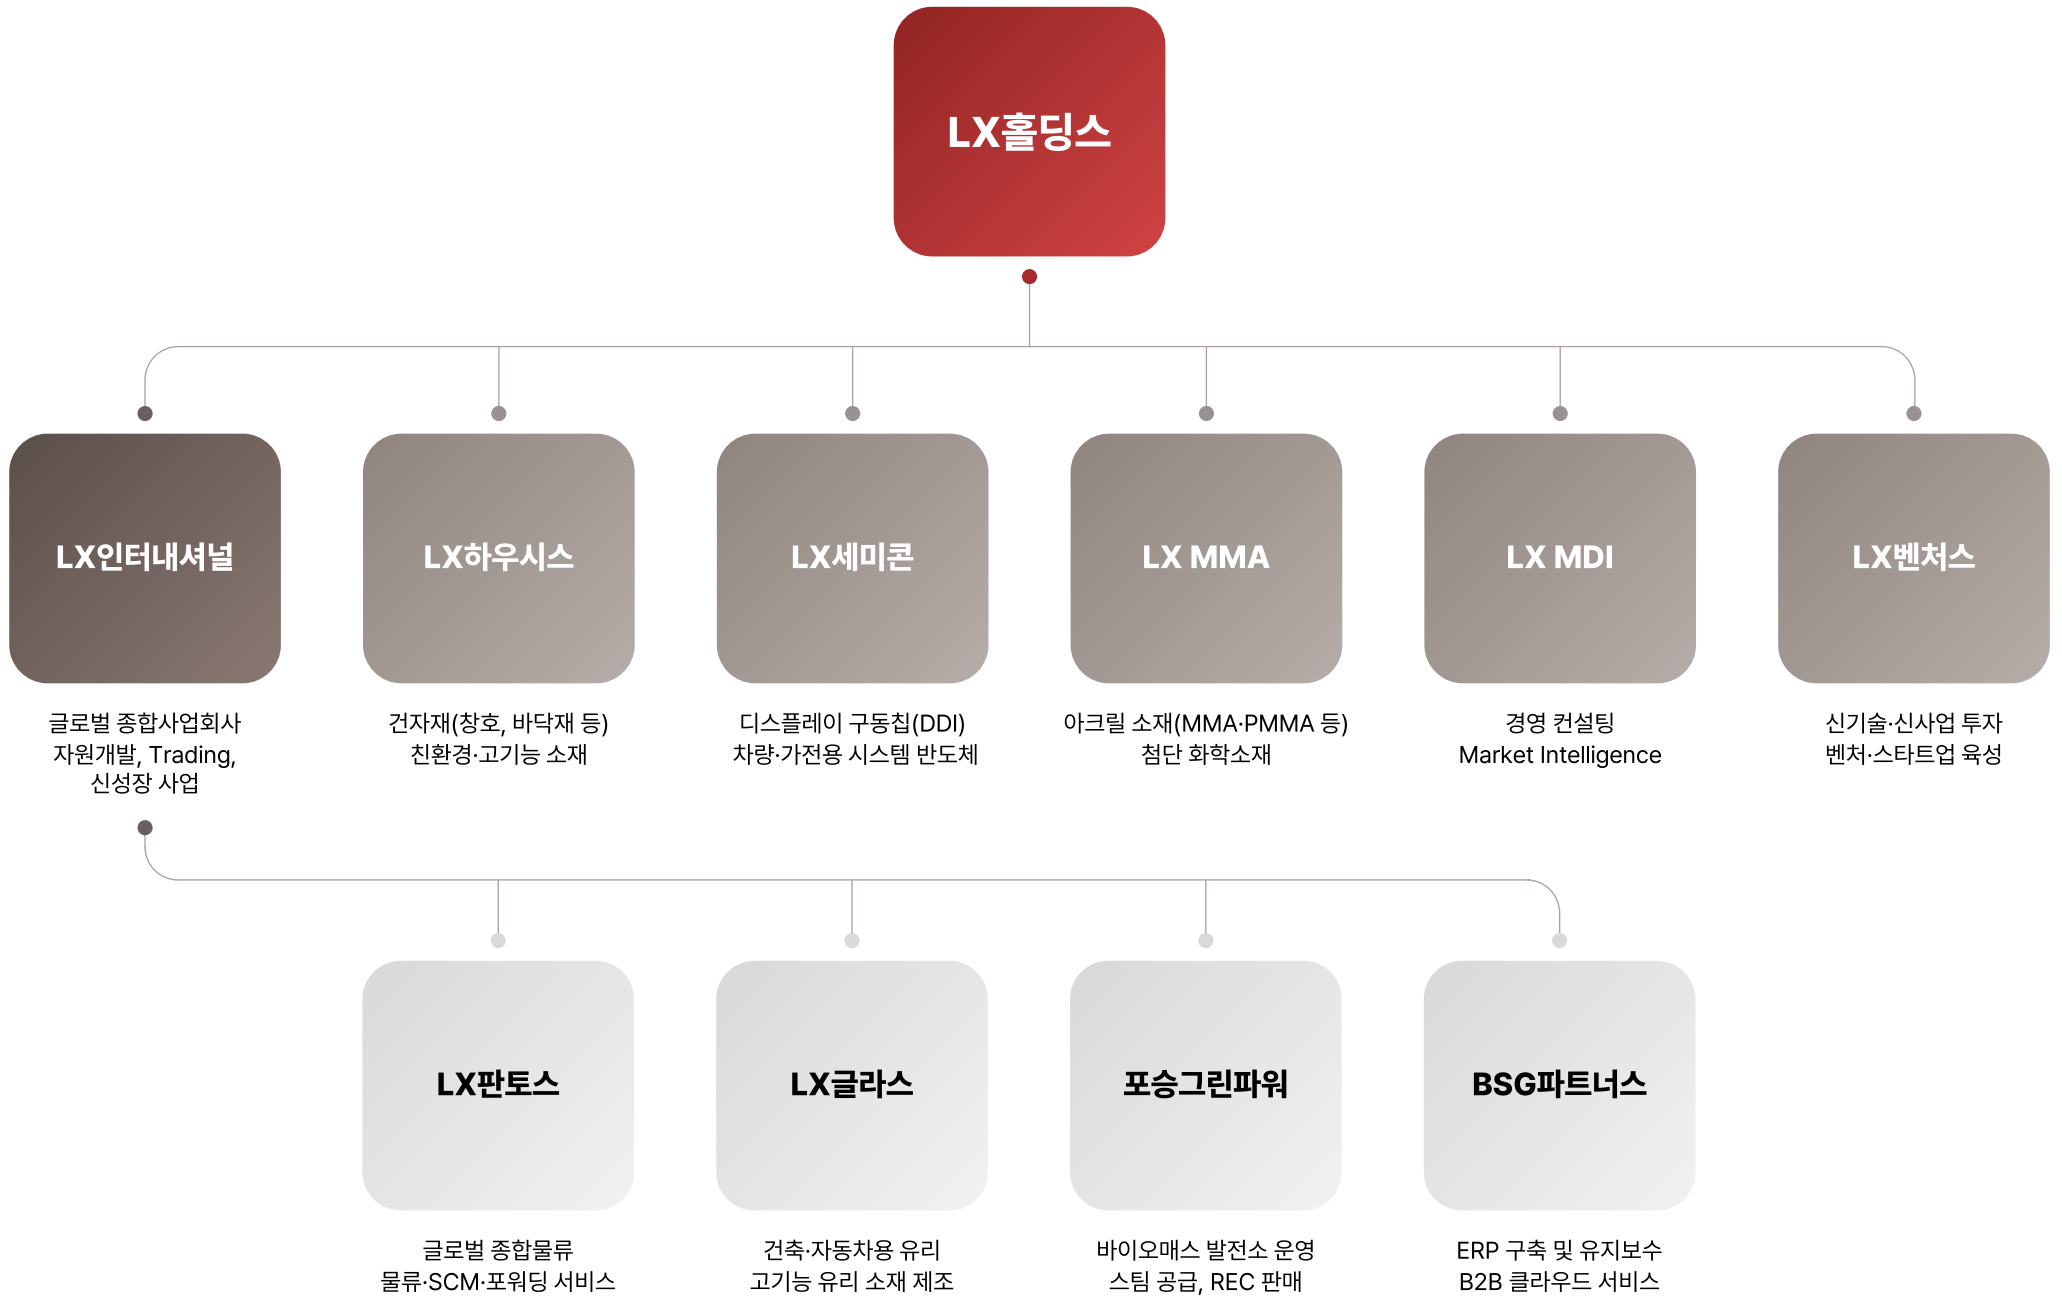 LX홀딩스
LX인터내셔널
LX하우시스
LX세미콘
LX MMA
LX MDI
LX벤처스
글로벌 종합사업회사
자원개발, Trading,
신성장 사업
건자재(창호, 바닥재 등)
친환경·고기능 소재
디스플레이 구동칩(DDI)
차량·가전용 시스템 반도체
아크릴 소재(MMA·PMMA 등)
첨단 화학소재
경영 컨설팅
Market Intelligence
신기술·신사업 투자
벤처·스타트업 육성
LX판토스
LX글라스
포승그린파워
BSG파트너스
글로벌 종합물류
물류·SCM·포워딩 서비스
건축·자동차용 유리
고기능 유리 소재 제조
바이오매스 발전소 운영
스팀 공급, REC 판매
ERP 구축 및 유지보수
B2B 클라우드 서비스